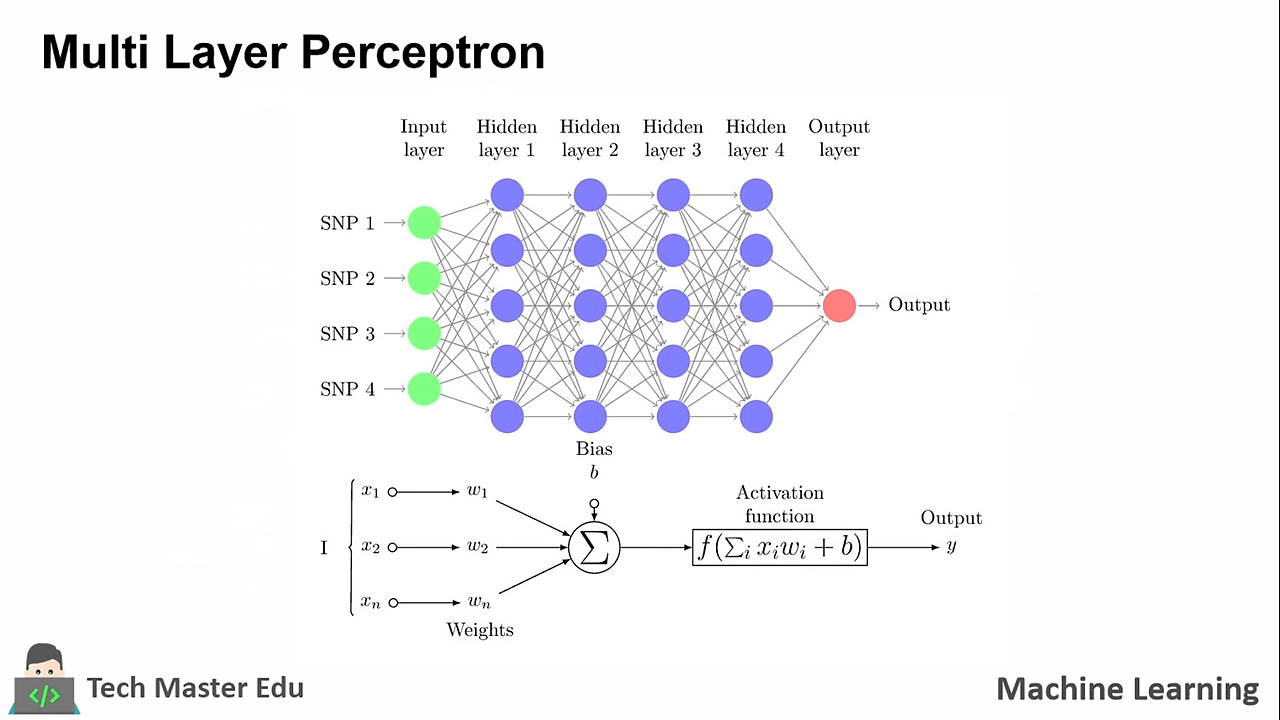 Multi Layer Perceptron
Input layer
Hidden layer 1
Hidden layer 2
Hidden layer 3
Hidden layer 4
Output layer
SNP 1
SNP 2
SNP 3
SNP 4
Output
Bias
b
I
x₁
w₁
x₂
w₂
xₙ
wₙ
Weights
∑
Activation
function
f(∑ᵢ xᵢwᵢ + b)
Output
y
</>
Tech Master Edu
Machine Learning